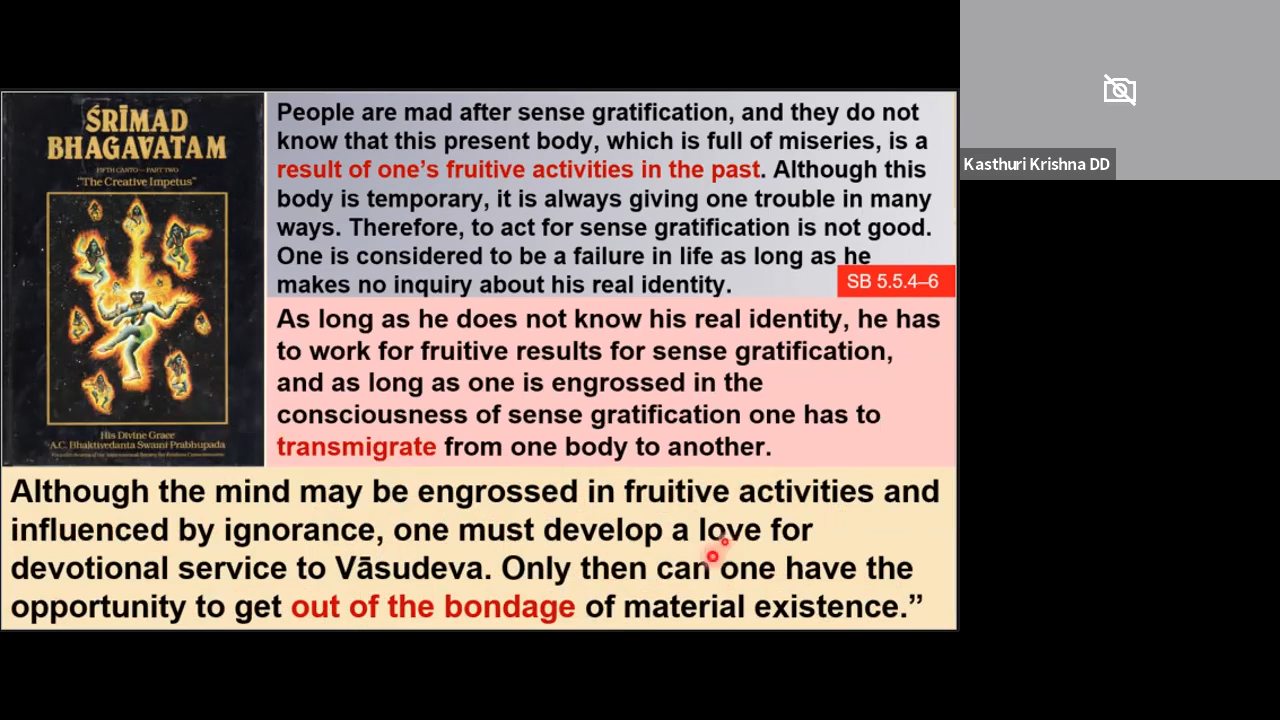 ŚRĪMAD
BHAGAVATAM
FIFTH CANTO — PART TWO
"The Creative Impetus"
His Divine Grace
A.C. Bhaktivedanta Swami Prabhupada
People are mad after sense gratification, and they do not
know that this present body, which is full of miseries, is a
result of one’s fruitive activities in the past. Although this
body is temporary, it is always giving one trouble in many
ways. Therefore, to act for sense gratification is not good.
One is considered to be a failure in life as long as he
makes no inquiry about his real identity.
SB 5.5.4–6
As long as he does not know his real identity, he has
to work for fruitive results for sense gratification,
and as long as one is engrossed in the
consciousness of sense gratification one has to
transmigrate from one body to another.
Although the mind may be engrossed in fruitive activities and
influenced by ignorance, one must develop a love for
devotional service to Vāsudeva. Only then can one have the
opportunity to get out of the bondage of material existence.”
Kasthuri Krishna DD